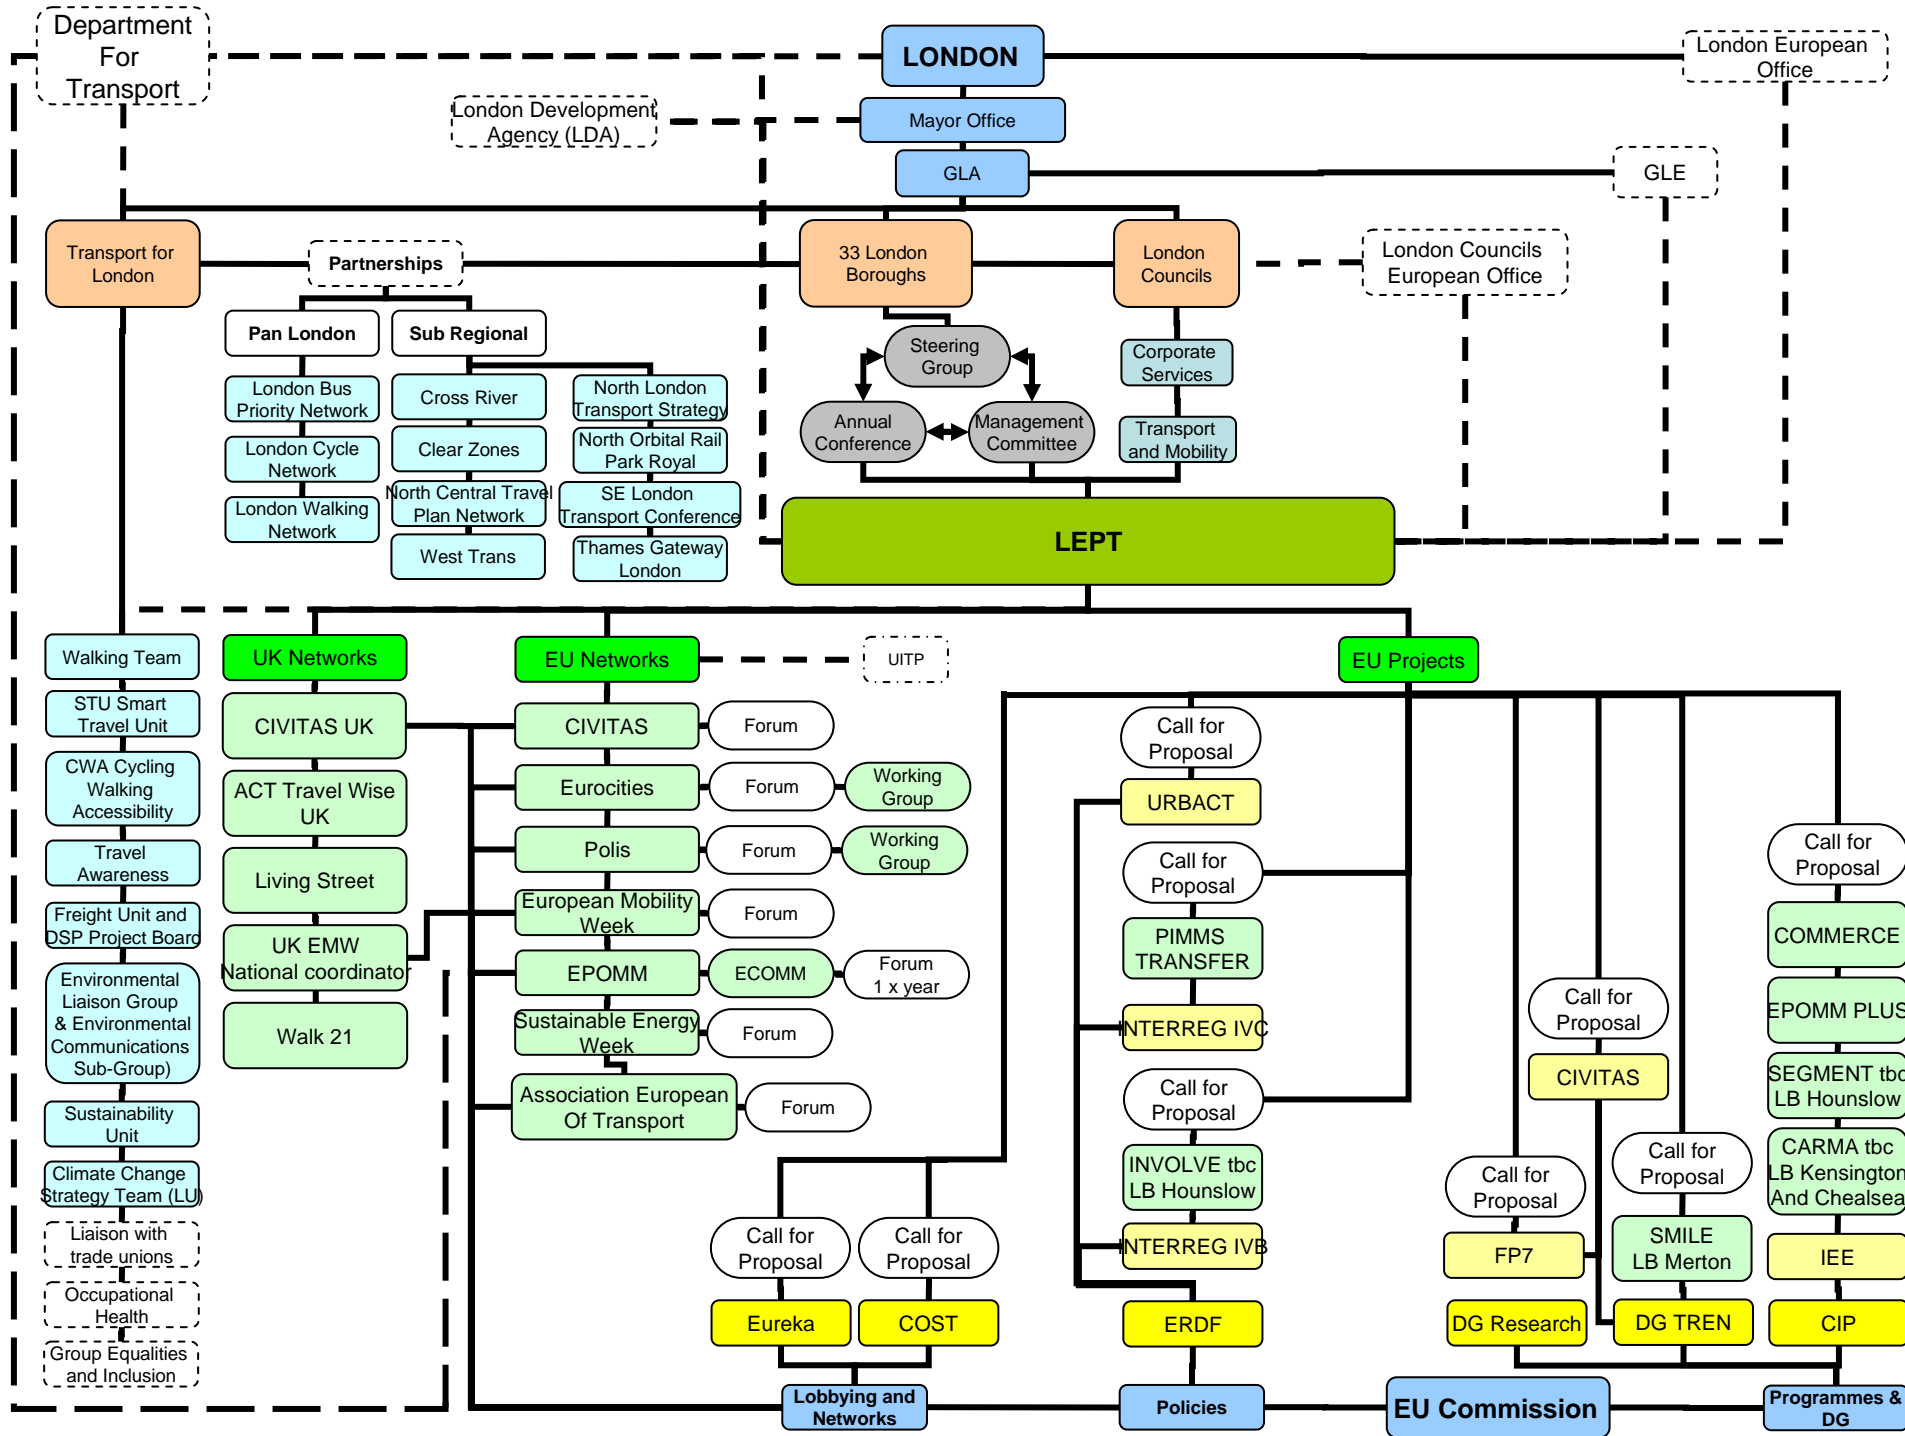 Department
For
Transport
LONDON
London European
Office
London Development
Agency (LDA)
Mayor Office
GLA
GLE
Transport for
London
Partnerships
33 London
Boroughs
London
Councils
London Councils
European Office
Pan London
Sub Regional
London Bus
Priority Network
London Cycle
Network
London Walking
Network
Cross River
Clear Zones
North Central Travel
Plan Network
West Trans
North London
Transport Strategy
North Orbital Rail
Park Royal
SE London
Transport Conference
Thames Gateway
London
Steering
Group
Annual
Conference
Management
Committee
Corporate
Services
Transport
and Mobility
LEPT
Walking Team
STU Smart
Travel Unit
CWA Cycling
Walking
Accessibility
Travel
Awareness
Freight Unit and
DSP Project Board
Environmental
Liaison Group
& Environmental
Communications
Sub-Group)
Sustainability
Unit
Climate Change
Strategy Team (LU)
Liaison with
trade unions
Occupational
Health
Group Equalities
and Inclusion
UK Networks
CIVITAS UK
ACT Travel Wise
UK
Living Street
UK EMW
National coordinator
Walk 21
EU Networks
UITP
CIVITAS
Forum
Eurocities
Forum
Working
Group
Polis
Forum
Working
Group
European Mobility
Week
Forum
EPOMM
ECOMM
Forum
1 x year
Sustainable Energy
Week
Forum
Association European
Of Transport
Forum
EU Projects
Call for
Proposal
Eureka
Call for
Proposal
COST
Call for
Proposal
URBACT
Call for
Proposal
PIMMS
TRANSFER
INTERREG IVC
Call for
Proposal
INVOLVE tbc
LB Hounslow
INTERREG IVB
ERDF
Call for
Proposal
FP7
DG Research
Call for
Proposal
CIVITAS
Call for
Proposal
SMILE
LB Merton
DG TREN
Call for
Proposal
COMMERCE
EPOMM PLUS
SEGMENT tbc
LB Hounslow
CARMA tbc
LB Kensington
And Chealsea
IEE
CIP
Lobbying and
Networks
Policies
EU Commission
Programmes &
DG